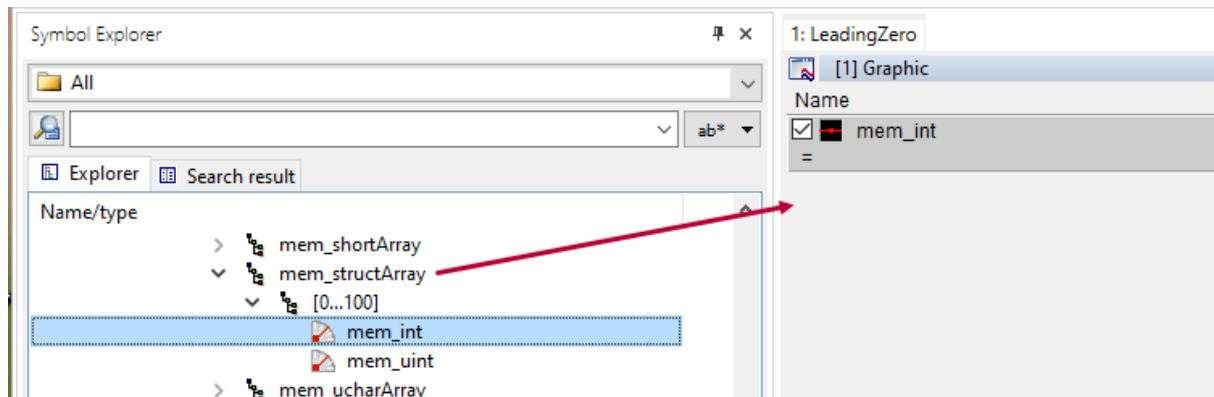 Symbol Explorer
All
ab*
Explorer
Search result
Name/type
mem_shortArray
mem_structArray
[0...100]
mem_int
mem_uint
mem_ucharArray
1: LeadingZero
[1] Graphic
Name
mem_int
=